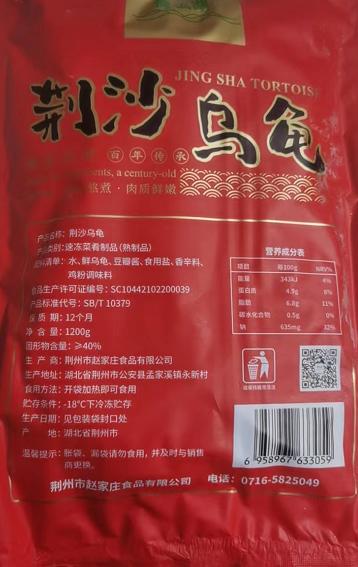 JING SHA TORTOISE
荆沙乌龟
百年传承
ents, a century-old
熬煮·肉质鲜嫩
产品名称: 荆沙乌龟
产品类别: 速冻菜肴制品 (熟制品)
配料清单: 水、鲜乌龟、豆瓣酱、食用盐、香辛料、
鸡粉调味料
食品生产许可证编号: SC10442102200039
产品标准代号: SB/T 10379
保 质 期: 12个月
净 含 量: 1200g
固形物含量: ≥40%
生 产 商: 荆州市赵家庄食品有限公司
生产地址: 湖北省荆州市公安县孟家溪镇永新村
食用方法: 开袋加热即可食用
贮存条件: -18℃下冷冻贮存
生产日期: 见包装袋封口处
产 地: 湖北省荆州市
温馨提示: 胀袋、漏袋请勿食用，并及时与销售
商更换。
营养成分表
项目 每100g NRV%
能量 343kJ 4%
蛋白质 4.9g 8%
脂肪 6.8g 11%
碳水化合物 0.5g 0%
钠 635mg 32%
6 958967 633059
荆州市赵家庄食品有限公司 电话: 0716-5825049